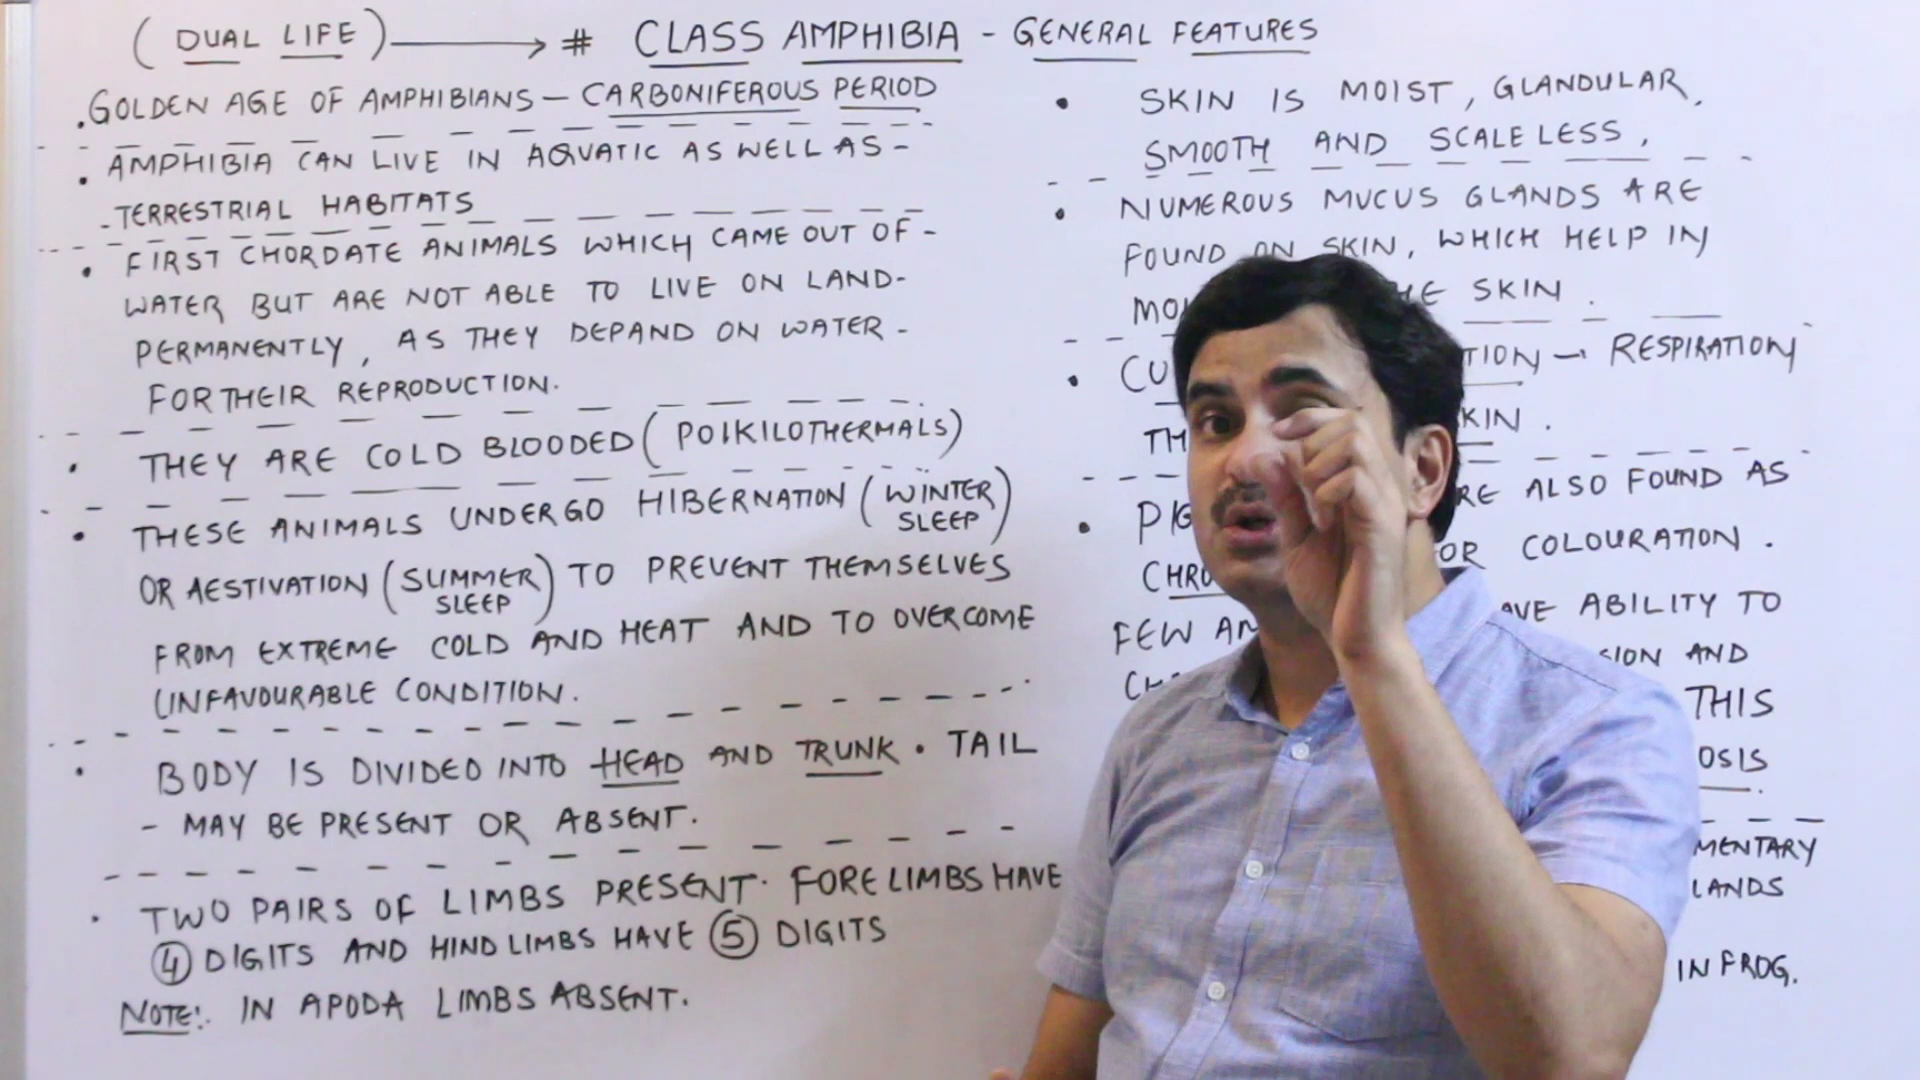 (DUAL LIFE) → # CLASS AMPHIBIA - GENERAL FEATURES
. GOLDEN AGE OF AMPHIBIANS - CARBONIFEROUS PERIOD
. AMPHIBIA CAN LIVE IN AQUATIC AS WELL AS -
- TERRESTRIAL HABITATS
. FIRST CHORDATE ANIMALS WHICH CAME OUT OF -
WATER BUT ARE NOT ABLE TO LIVE ON LAND-
PERMANENTLY, AS THEY DEPAND ON WATER -
FOR THEIR REPRODUCTION.
. THEY ARE COLD BLOODED (POIKILOTHERMALS)
. THESE ANIMALS UNDERGO HIBERNATION (WINTER SLEEP)
OR AESTIVATION (SUMMER SLEEP) TO PREVENT THEMSELVES
FROM EXTREME COLD AND HEAT AND TO OVERCOME
UNFAVOURABLE CONDITION.
. BODY IS DIVIDED INTO HEAD AND TRUNK . TAIL
- MAY BE PRESENT OR ABSENT.
. TWO PAIRS OF LIMBS PRESENT. FORE LIMBS HAVE
4 DIGITS AND HIND LIMBS HAVE 5 DIGITS
NOTE:. IN APODA LIMBS ABSENT.
. SKIN IS MOIST, GLANDULAR,
SMOOTH AND SCALELESS.
. NUMEROUS MUCUS GLANDS ARE
FOUND ON SKIN, WHICH HELP IN
SKIN.
. RESPIRATION
. ALSO FOUND AS
COLOURATION.
FEW ABILITY TO
AND
THIS
IN FROG.